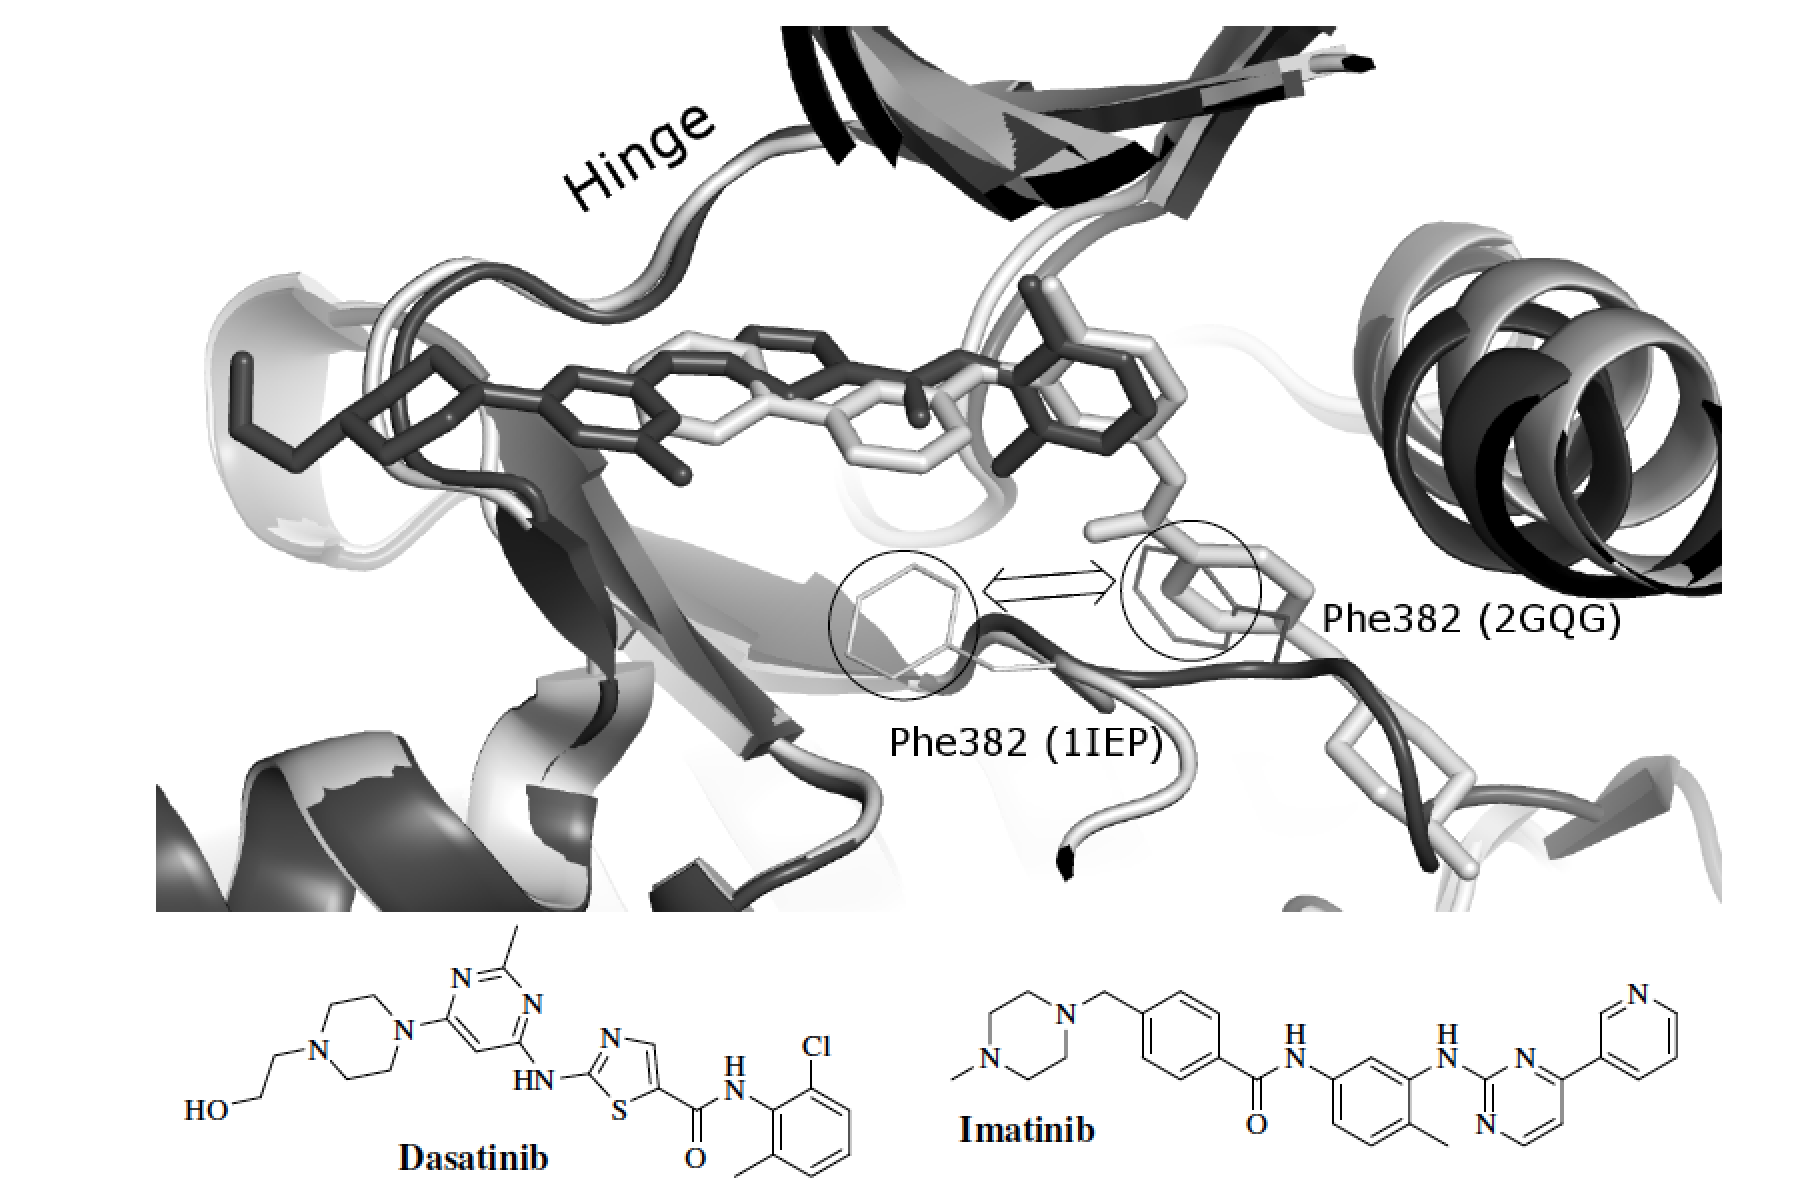 Hinge
Phe382 (2GQG)
Phe382 (1IEP)
N
N
N
N
HO
HN
N
S
O
H
N
Cl
Dasatinib
N
N
O
H
N
H
N
N
N
N
Imatinib